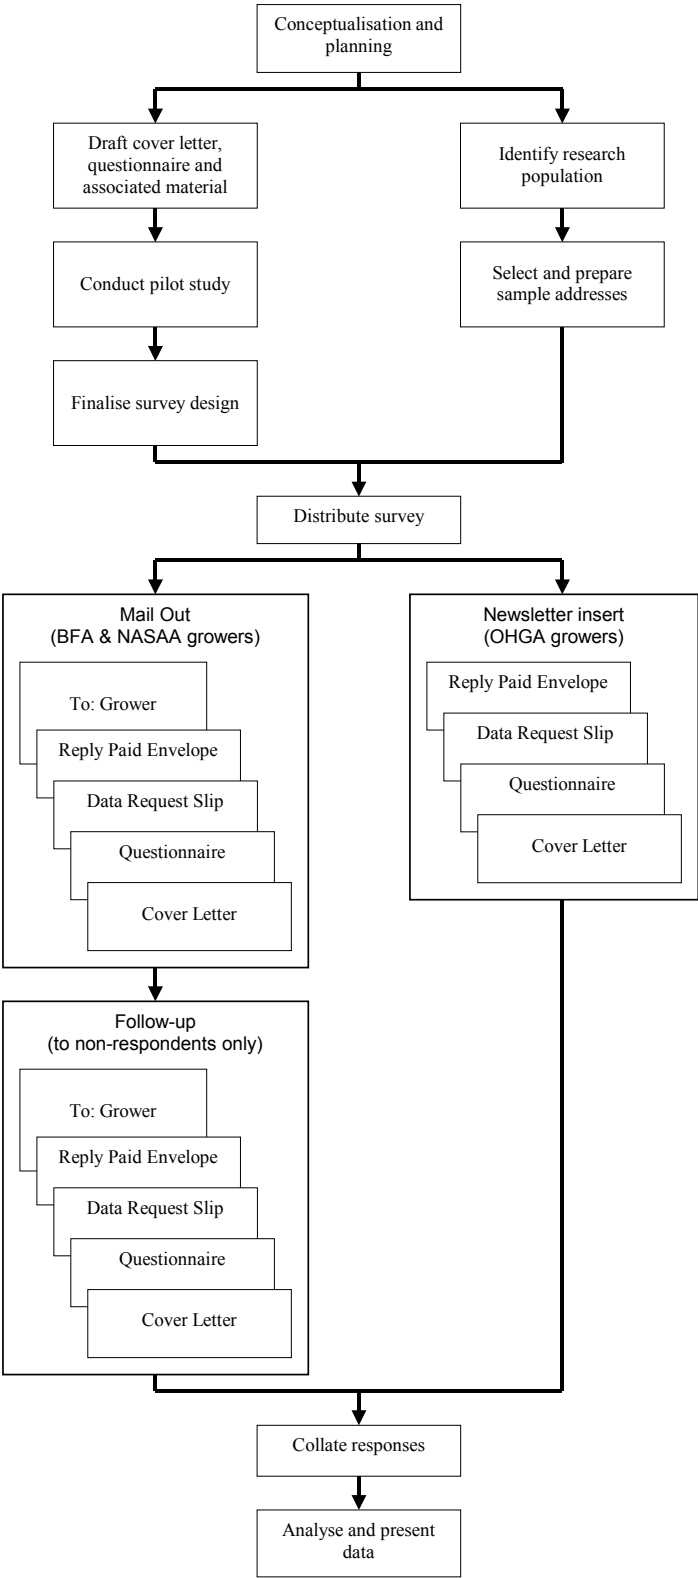 Conceptualisation and
planning
Draft cover letter,
questionnaire and
associated material
Identify research
population
Conduct pilot study
Select and prepare
sample addresses
Finalise survey design
Distribute survey
Mail Out
(BFA & NASAA growers)
To: Grower
Reply Paid Envelope
Data Request Slip
Questionnaire
Cover Letter
Newsletter insert
(OHGA growers)
Reply Paid Envelope
Data Request Slip
Questionnaire
Cover Letter
Follow-up
(to non-respondents only)
To: Grower
Reply Paid Envelope
Data Request Slip
Questionnaire
Cover Letter
Collate responses
Analyse and present
data